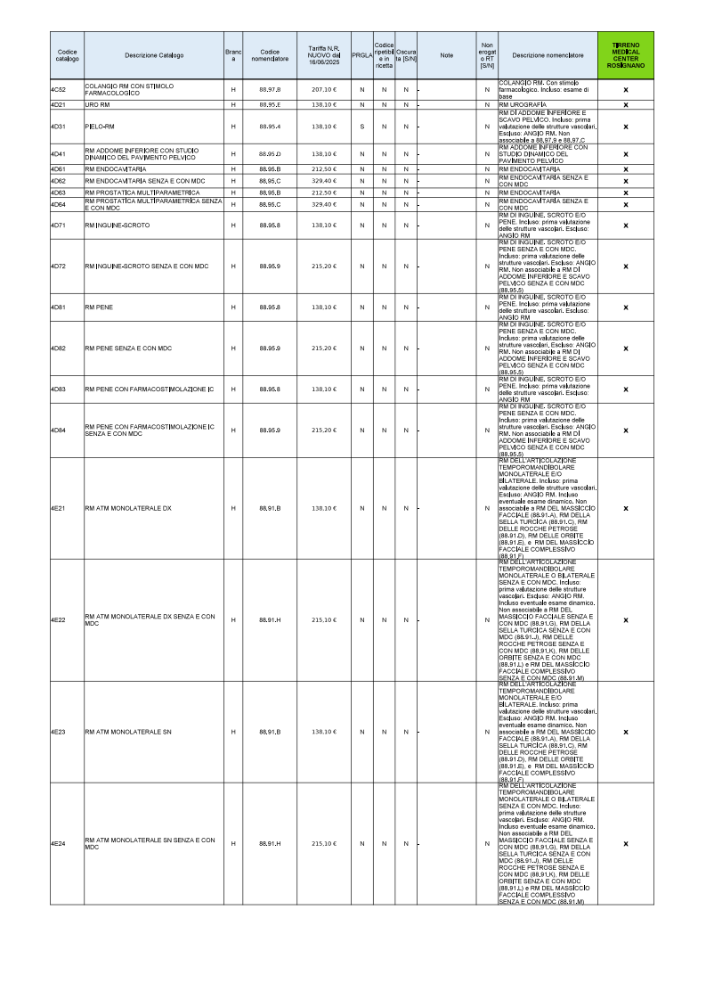 Codice catalogo	Descrizione Catalogo	Branc a	Codice nomenclatore	Tariffa N.R. NUOVO dal 16/06/2025	PRGLA	Codice ripetibil e in ricetta	Oscura ta [S/N]	Note	Non erogat o RT [S/N]	Descrizione nomenclatore	TIRRENO MEDICAL CENTER ROSIGNANO
4C52	COLANGIO RM CON STIMOLO FARMACOLOGICO	H	88.97.B	207,10 €	N	N	N	-	N	COLANGIO RM. Con stimolo farmacologico. Incluso: esame di base	X
4D21	URO RM	H	88.95.E	138,10 €	N	N	N	-	N	RM UROGRAFIA	X
4D31	PIELO-RM	H	88.95.4	138,10 €	S	N	N	-	N	RM DI ADDOME INFERIORE E SCAVO PELVICO. Incluso: prima valutazione delle strutture vascolari. Escluso: ANGIO RM. Non associabile a 88.97.9 e 88.97.C	X
4D41	RM ADDOME INFERIORE CON STUDIO DINAMICO DEL PAVIMENTO PELVICO	H	88.95.D	138,10 €	N	N	N	-	N	RM ADDOME INFERIORE CON STUDIO DINAMICO DEL PAVIMENTO PELVICO	X
4D61	RM ENDOCAVITARIA	H	88.95.B	212,50 €	N	N	N	-	N	RM ENDOCAVITARIA	X
4D62	RM ENDOCAVITARIA SENZA E CON MDC	H	88.95.C	329,40 €	N	N	N	-	N	RM ENDOCAVITARIA SENZA E CON MDC	X
4D63	RM PROSTATICA MULTIPARAMETRICA	H	88.95.B	212,50 €	N	N	N	-	N	RM ENDOCAVITARIA	X
4D64	RM PROSTATICA MULTIPARAMETRICA SENZA E CON MDC	H	88.95.C	329,40 €	N	N	N	-	N	RM ENDOCAVITARIA SENZA E CON MDC	X
4D71	RM INGUINE-SCROTO	H	88.95.8	138,10 €	N	N	N	-	N	RM DI INGUINE. SCROTO E/O PENE. Incluso: prima valutazione delle strutture vascolari. Escluso: ANGIO RM	X
4D72	RM INGUINE-SCROTO SENZA E CON MDC	H	88.95.9	215,20 €	N	N	N	-	N	RM DI INGUINE. SCROTO E/O PENE SENZA E CON MDC. Incluso: prima valutazione delle strutture vascolari. Escluso: ANGIO RM. Non associabile a RM DI ADDOME INFERIORE E SCAVO PELVICO SENZA E CON MDC (88.95.5)	X
4D81	RM PENE	H	88.95.8	138,10 €	N	N	N	-	N	RM DI INGUINE. SCROTO E/O PENE. Incluso: prima valutazione delle strutture vascolari. Escluso: ANGIO RM	X
4D82	RM PENE SENZA E CON MDC	H	88.95.9	215,20 €	N	N	N	-	N	RM DI INGUINE. SCROTO E/O PENE SENZA E CON MDC. Incluso: prima valutazione delle strutture vascolari. Escluso: ANGIO RM. Non associabile a RM DI ADDOME INFERIORE E SCAVO PELVICO SENZA E CON MDC (88.95.5)	X
4D83	RM PENE CON FARMACOSTIMOLAZIONE IC	H	88.95.8	138,10 €	N	N	N	-	N	RM DI INGUINE. SCROTO E/O PENE. Incluso: prima valutazione delle strutture vascolari. Escluso: ANGIO RM	X
4D84	RM PENE CON FARMACOSTIMOLAZIONE IC SENZA E CON MDC	H	88.95.9	215,20 €	N	N	N	-	N	RM DI INGUINE. SCROTO E/O PENE SENZA E CON MDC. Incluso: prima valutazione delle strutture vascolari. Escluso: ANGIO RM. Non associabile a RM DI ADDOME INFERIORE E SCAVO PELVICO SENZA E CON MDC (88.95.5)	X
4E21	RM ATM MONOLATERALE DX	H	88.91.B	138,10 €	N	N	N	-	N	RM DELL'ARTICOLAZIONE TEMPOROMANDIBOLARE MONOLATERALE E/O BILATERALE. Incluso: prima valutazione delle strutture vascolari. Escluso: ANGIO RM. Incluso eventuale esame dinamico. Non associabile a RM DEL MASSICCIO FACCIALE (88.91.A), RM DELLA SELLA TURCICA (88.91.C), RM DELLE ROCCHE PETROSE (88.91.D), RM DELLE ORBITE (88.91.E), e RM DEL MASSICCIO FACCIALE COMPLESSIVO (88.91.F)	X
4E22	RM ATM MONOLATERALE DX SENZA E CON MDC	H	88.91.H	215,10 €	N	N	N	-	N	RM DELL'ARTICOLAZIONE TEMPOROMANDIBOLARE MONOLATERALE O BILATERALE SENZA E CON MDC. Incluso: prima valutazione delle strutture vascolari. Escluso: ANGIO RM. Incluso eventuale esame dinamico. Non associabile a RM DEL MASSICCIO FACCIALE SENZA E CON MDC (88.91.G), RM DELLA SELLA TURCICA SENZA E CON MDC (88.91.J), RM DELLE ROCCHE PETROSE SENZA E CON MDC (88.91.K), RM DELLE ORBITE SENZA E CON MDC (88.91.L) e RM DEL MASSICCIO FACCIALE COMPLESSIVO SENZA E CON MDC (88.91.M)	X
4E23	RM ATM MONOLATERALE SN	H	88.91.B	138,10 €	N	N	N	-	N	RM DELL'ARTICOLAZIONE TEMPOROMANDIBOLARE MONOLATERALE E/O BILATERALE. Incluso: prima valutazione delle strutture vascolari. Escluso: ANGIO RM. Incluso eventuale esame dinamico. Non associabile a RM DEL MASSICCIO FACCIALE (88.91.A), RM DELLA SELLA TURCICA (88.91.C), RM DELLE ROCCHE PETROSE (88.91.D), RM DELLE ORBITE (88.91.E), e RM DEL MASSICCIO FACCIALE COMPLESSIVO (88.91.F)	X
4E24	RM ATM MONOLATERALE SN SENZA E CON MDC	H	88.91.H	215,10 €	N	N	N	-	N	RM DELL'ARTICOLAZIONE TEMPOROMANDIBOLARE MONOLATERALE O BILATERALE SENZA E CON MDC. Incluso: prima valutazione delle strutture vascolari. Escluso: ANGIO RM. Incluso eventuale esame dinamico. Non associabile a RM DEL MASSICCIO FACCIALE SENZA E CON MDC (88.91.G), RM DELLA SELLA TURCICA SENZA E CON MDC (88.91.J), RM DELLE ROCCHE PETROSE SENZA E CON MDC (88.91.K), RM DELLE ORBITE SENZA E CON MDC (88.91.L) e RM DEL MASSICCIO FACCIALE COMPLESSIVO SENZA E CON MDC (88.91.M)	X